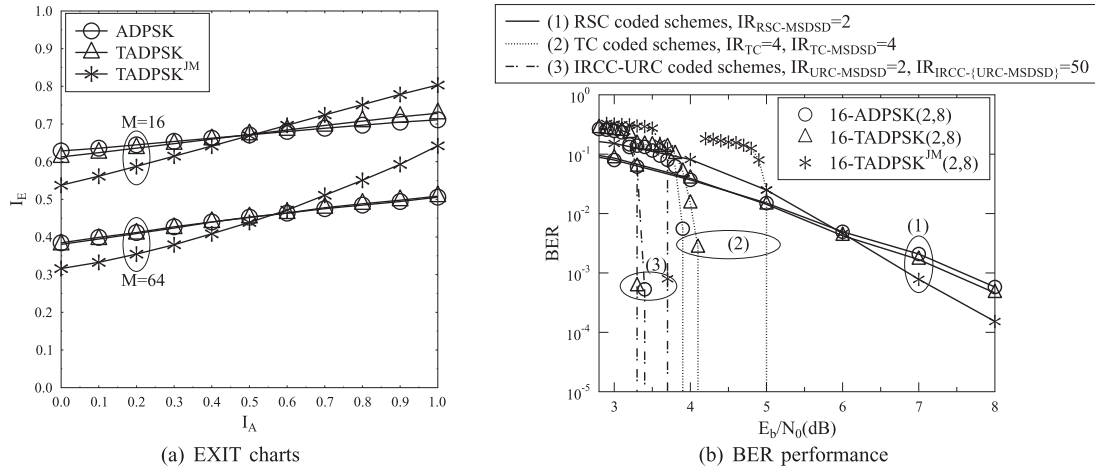 1.0
0.9
0.8
0.7
0.6
0.5
0.4
0.3
0.2
0.1
0.0
I_E
ADPSK
TADPSK
TADPSK^JM
M=16
M=64
0.0 0.1 0.2 0.3 0.4 0.5 0.6 0.7 0.8 0.9 1.0
I_A
(a) EXIT charts
(1) RSC coded schemes, IR_RSC-MSDSD=2
(2) TC coded schemes, IR_TC=4, IR_TC-MSDSD=4
(3) IRCC-URC coded schemes, IR_URC-MSDSD=2, IR_IRCC-{URC-MSDSD}=50
10^0
10^-1
10^-2
10^-3
10^-4
10^-5
BER
16-ADPSK(2,8)
16-TADPSK(2,8)
16-TADPSK^JM(2,8)
(1)
(2)
(3)
3 4 5 6 7 8
E_b/N_0(dB)
(b) BER performance